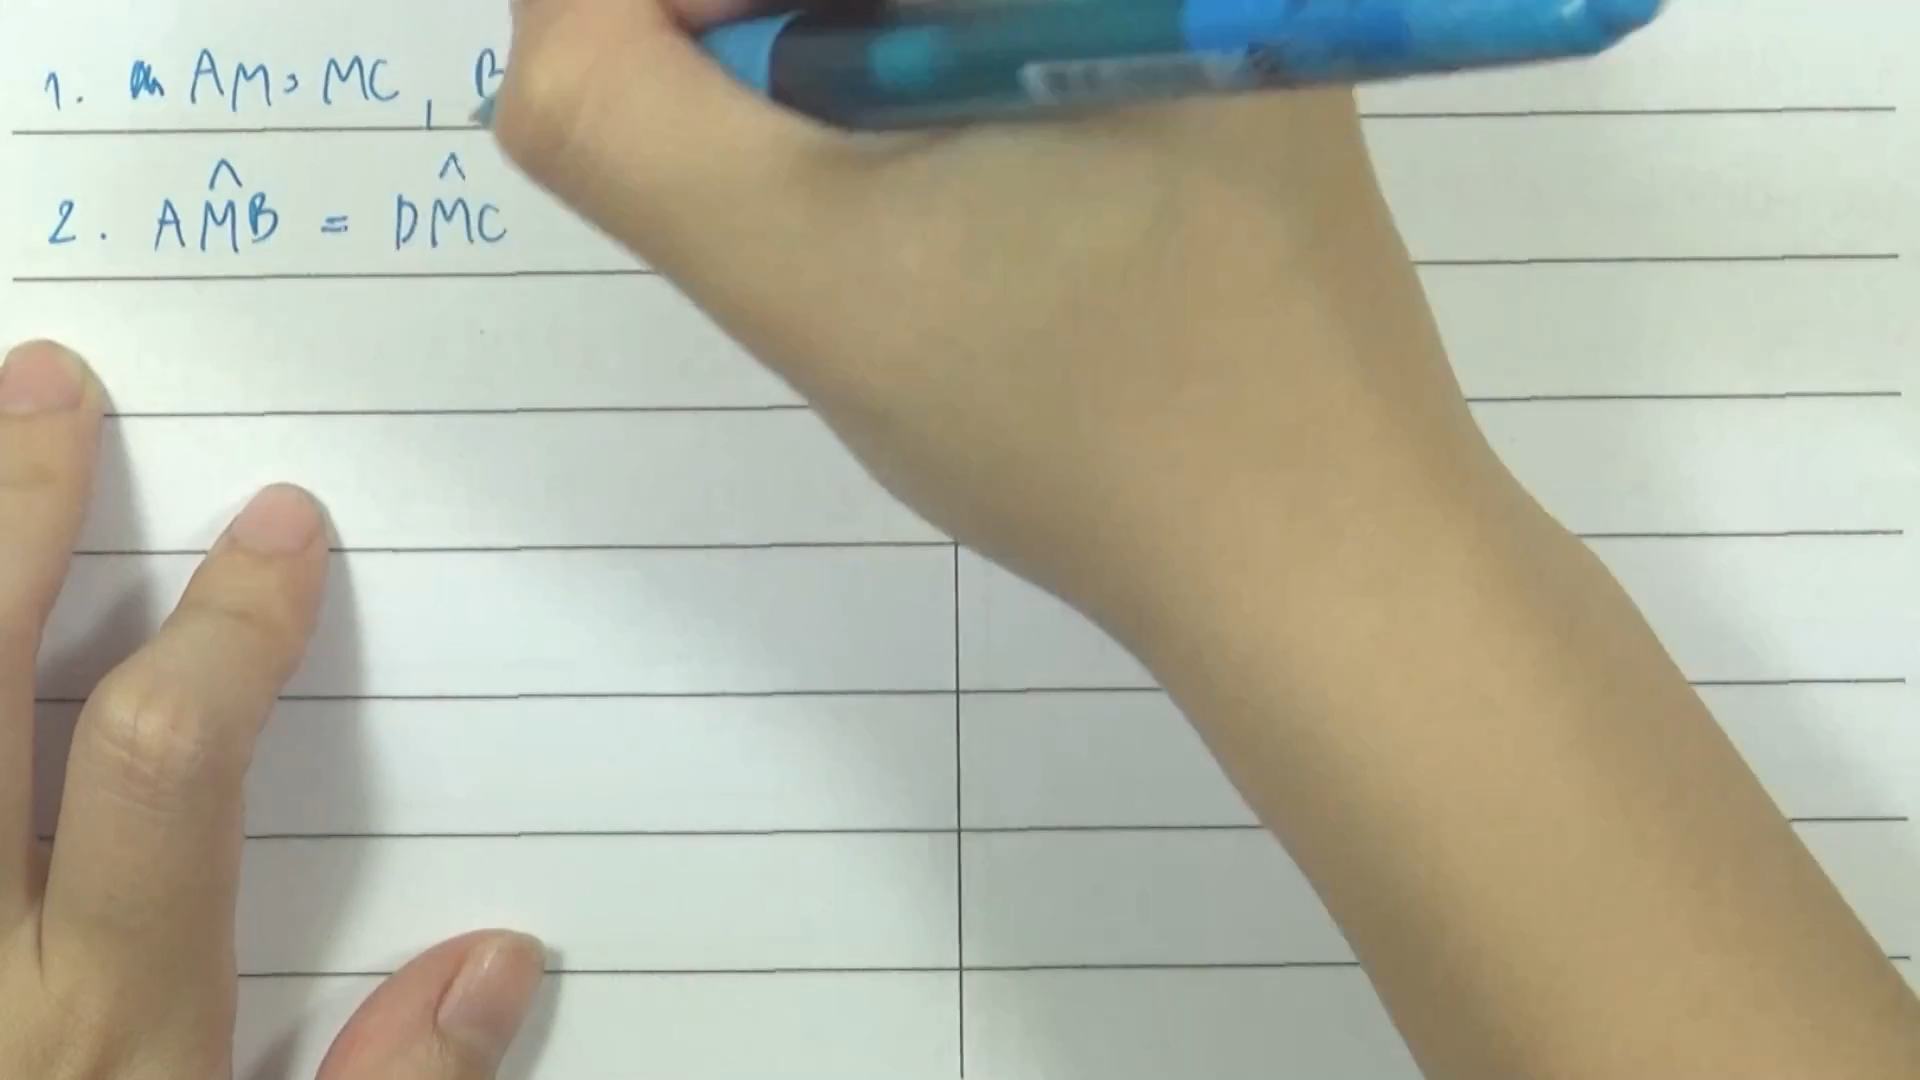 1. AM = MC, B
2. AM̂B = DM̂C